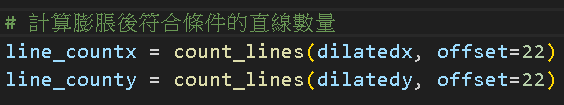 # 計算膨脹後符合條件的直線數量
line_countx = count_lines(dilatedx, offset=22)
line_county = count_lines(dilatedy, offset=22)